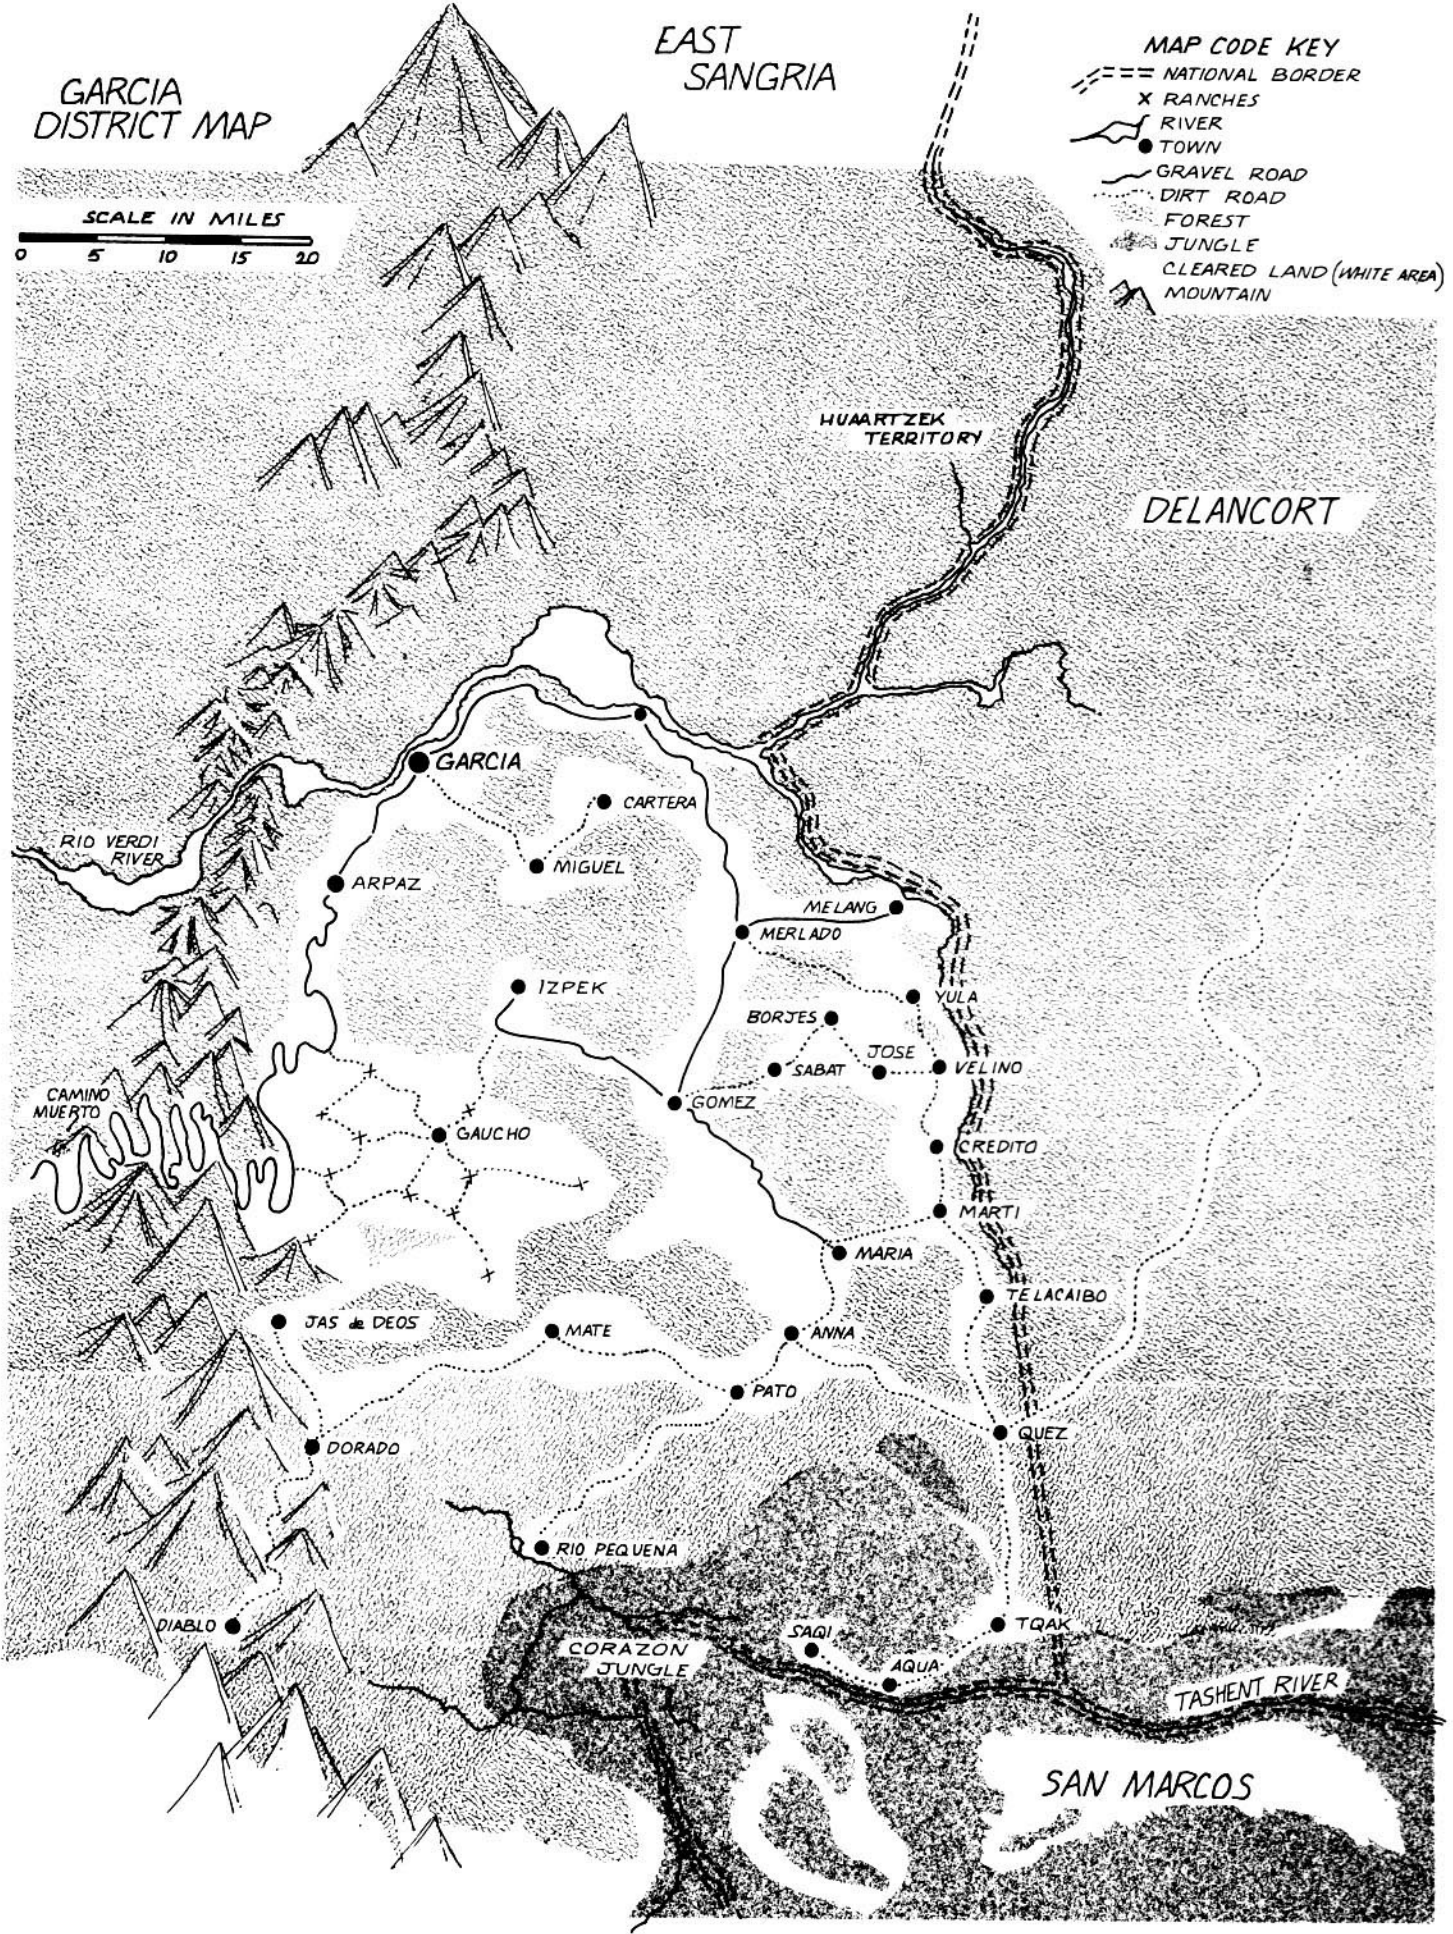 GARCIA
DISTRICT MAP
EAST
SANGRIA
MAP CODE KEY
NATIONAL BORDER
X RANCHES
RIVER
TOWN
GRAVEL ROAD
DIRT ROAD
FOREST
JUNGLE
CLEARED LAND (WHITE AREA)
MOUNTAIN
SCALE IN MILES
0 5 10 15 20
HUAARTZEK
TERRITORY
DELANCORT
GARCIA
CARTERA
RIO VERDI
RIVER
MIGUEL
ARPAZ
MELANG
MERLADO
IZPEK
YULA
BORJES
JOSE
SABAT
VELINO
CAMINO
MUERTO
GOMEZ
GAUCHO
CREDITO
MARTI
MARIA
TELACAIBO
JAS de DEOS
MATE
ANNA
PATO
QUEZ
DORADO
RIO PEQUENA
DIABLO
SAQI
TQAK
CORAZON
JUNGLE
AQUA
TASHENT RIVER
SAN MARCOS